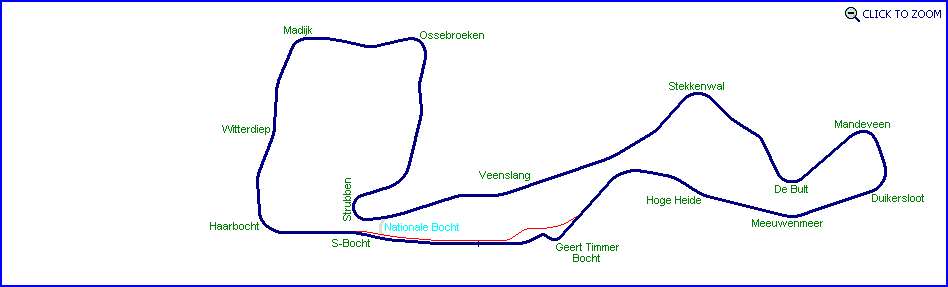 CLICK TO ZOOM
Madijk
Ossebroeken
Stekkenwal
Witterdiep
Mandeveen
Veenslang
Strubben
De Bult
Duikersloot
Hoge Heide
Haarbocht
Nationale Bocht
Meeuwenmeer
S-Bocht
Geert Timmer
Bocht